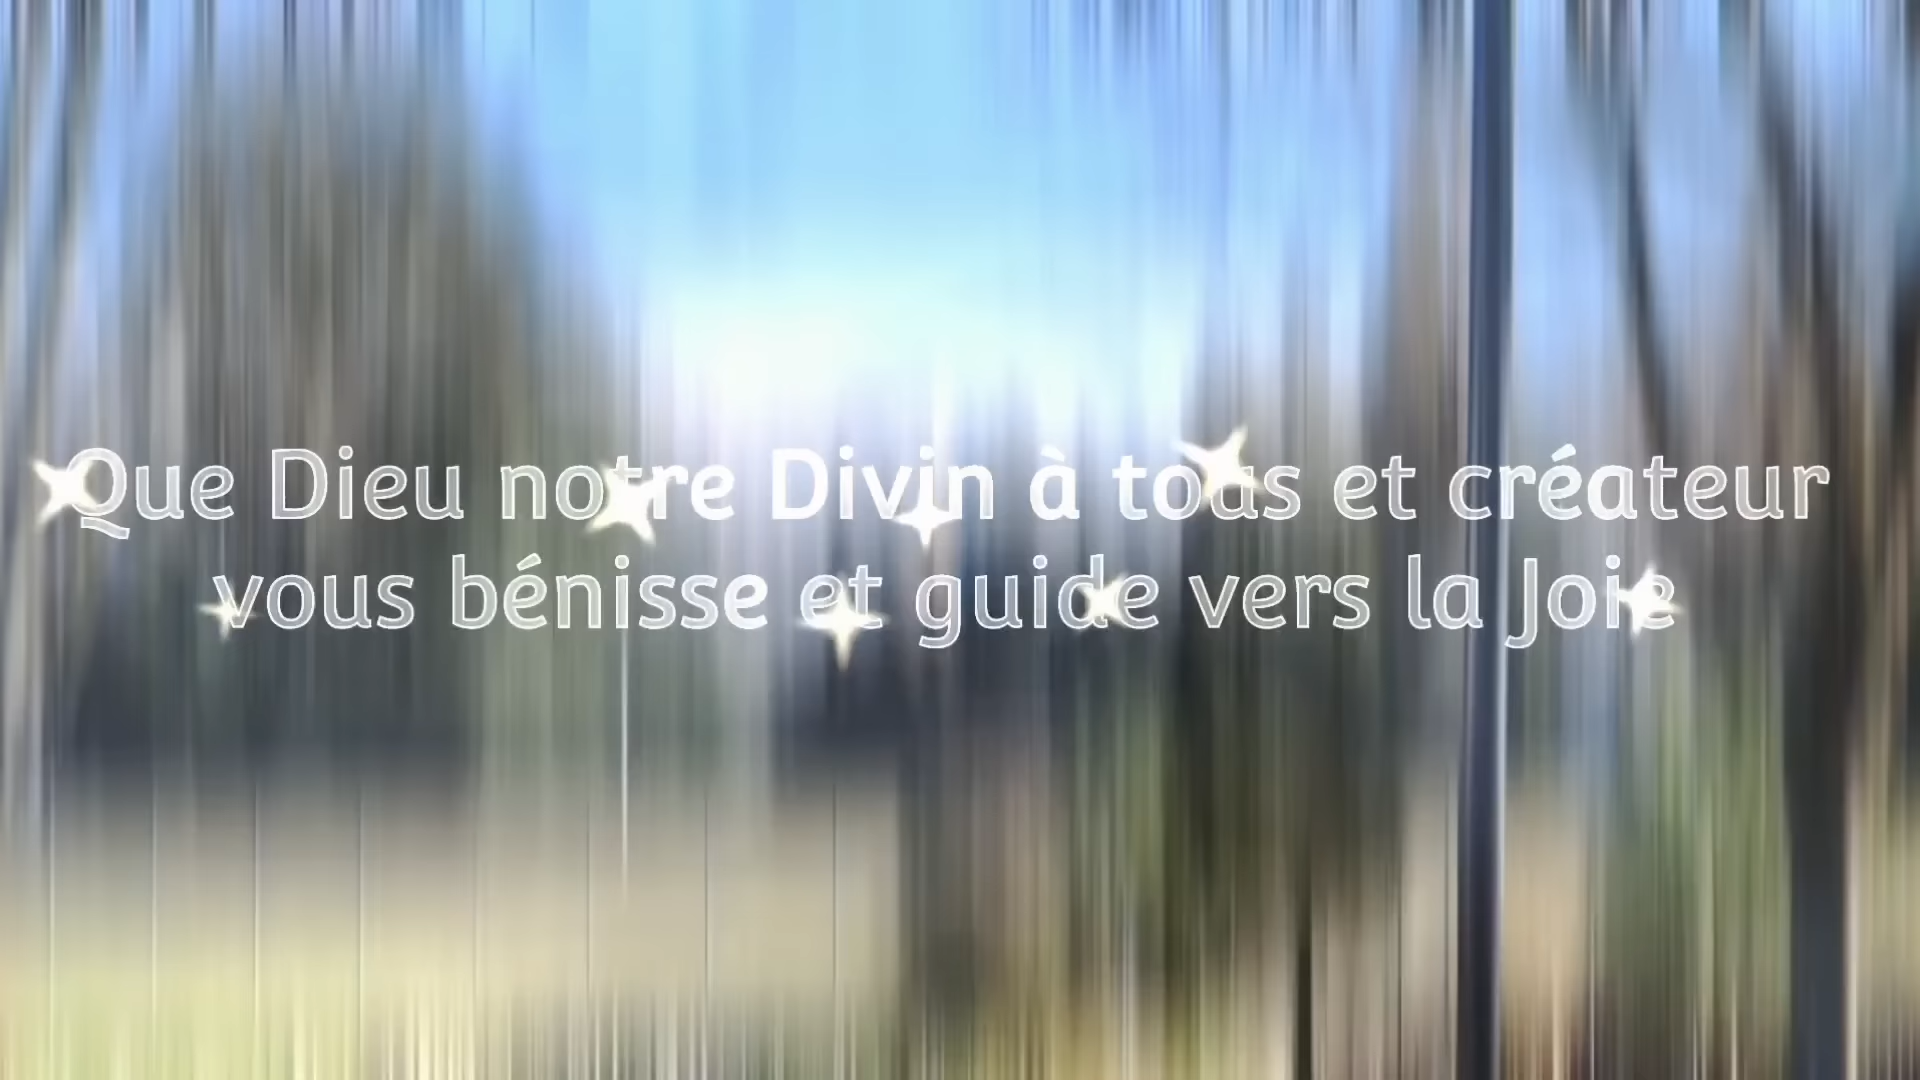 Que Dieu notre Divin à tous et créateur
vous bénisse et guide vers la Joie